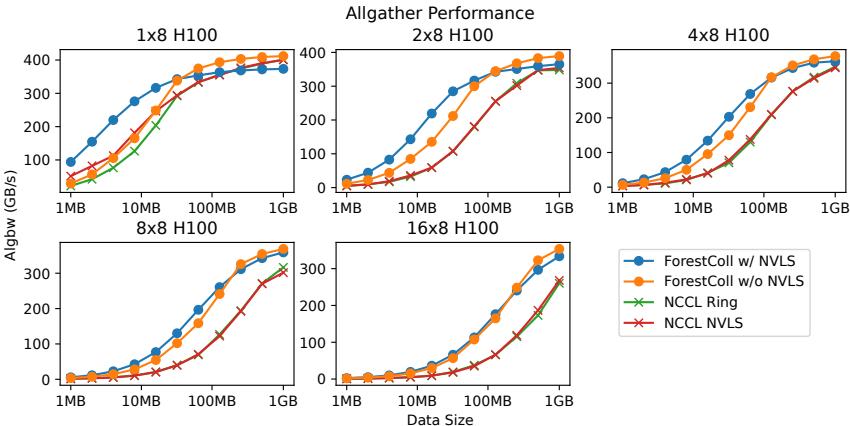 Allgather Performance
1x8 H100
2x8 H100
4x8 H100
400
300
200
100
1MB
10MB
100MB
1GB
400
300
200
100
0
1MB
10MB
100MB
1GB
300
200
100
0
1MB
10MB
100MB
1GB
Algbw (GB/s)
8x8 H100
16x8 H100
300
200
100
0
1MB
10MB
100MB
1GB
300
200
100
0
1MB
10MB
100MB
1GB
Data Size
ForestColl w/ NVLS
ForestColl w/o NVLS
NCCL Ring
NCCL NVLS